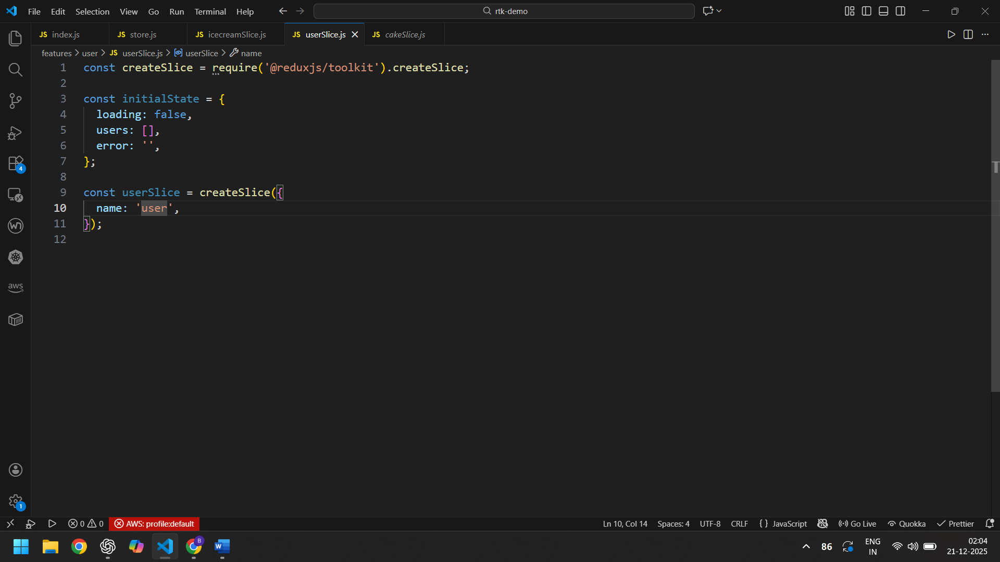 File Edit Selection View Go Run Terminal Help rtk-demo
JS index.js JS store.js JS icecreamSlice.js JS userSlice.js JS cakeSlice.js
features > user > JS userSlice.js > userSlice > name
1 const createSlice = require('@reduxjs/toolkit').createSlice;
2
3 const initialState = {
4 loading: false,
5 users: [],
6 error: '',
7 };
8
9 const userSlice = createSlice({
10 name: 'user',
11 });
12
4
aws
1
0 0 AWS: profile:default Ln 10, Col 14 Spaces: 4 UTF-8 CRLF {} JavaScript Go Live Quokka Prettier
B
W
86
ENG
IN
02:04
21-12-2025